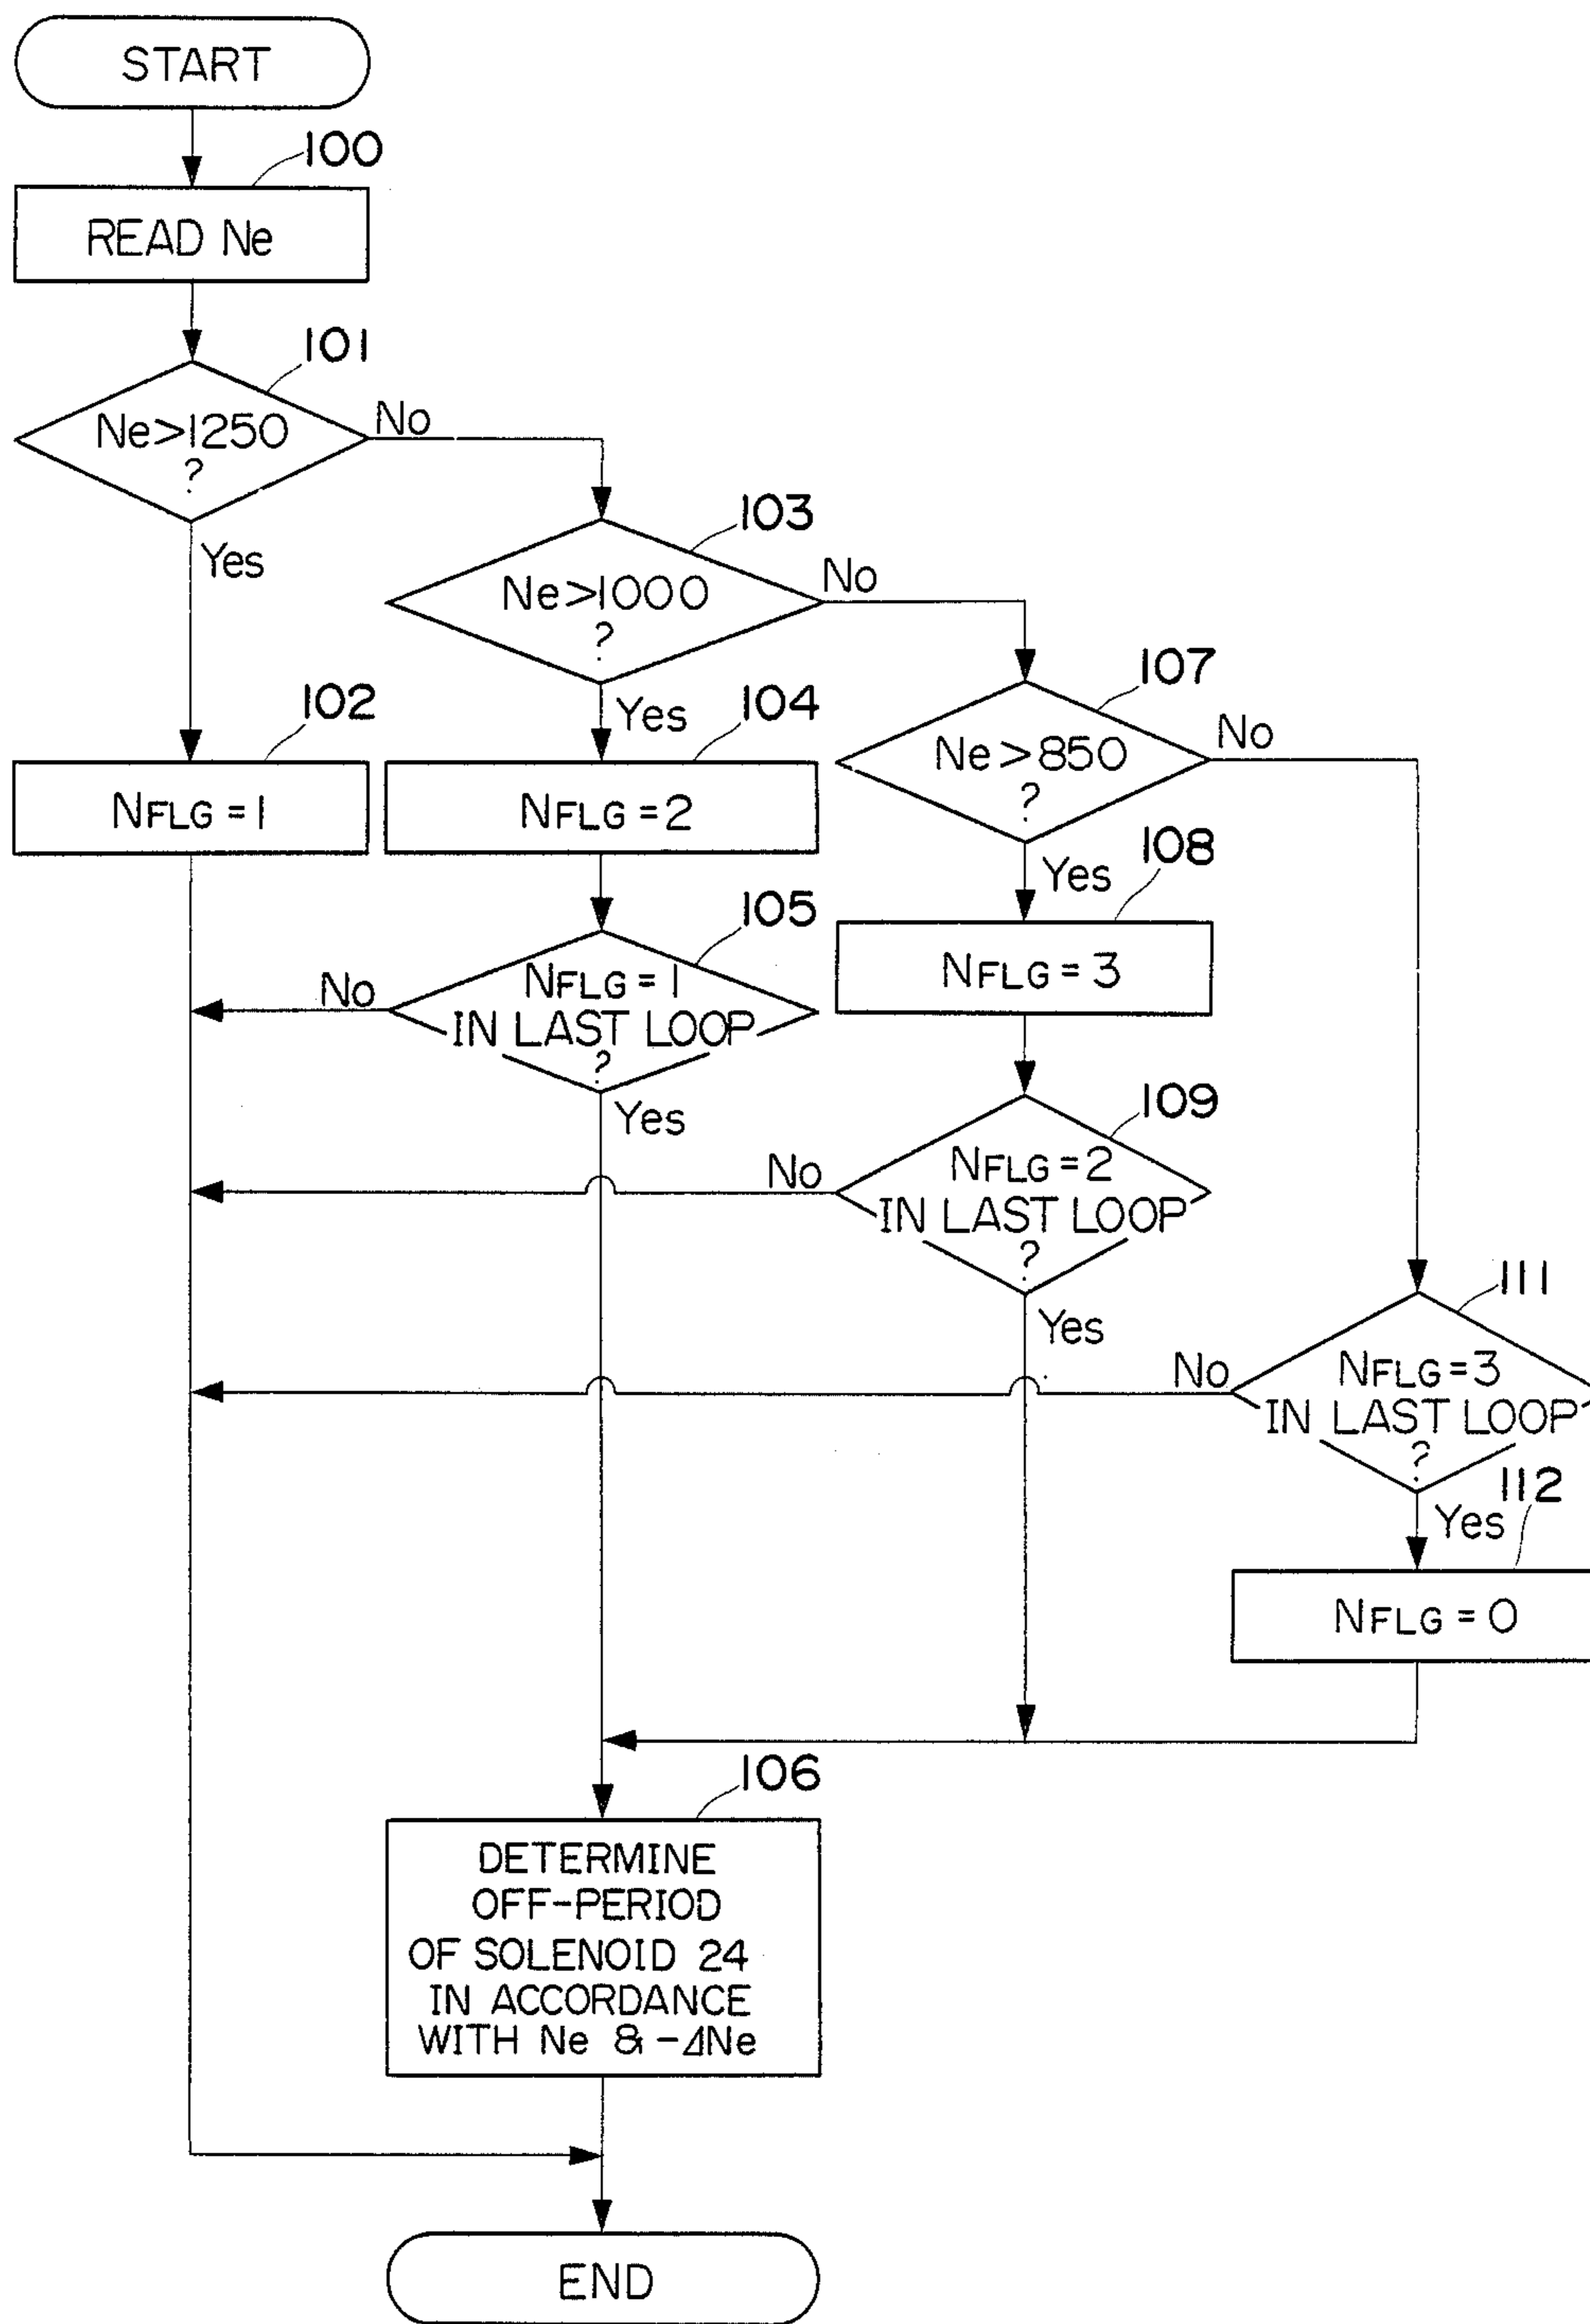 START
100
READ Ne
101
Ne>1250
?
No
Yes
103
Ne>1000
?
No
Yes
102
NFLG=1
104
NFLG=2
107
Ne>850
?
No
Yes
105
NFLG=1
IN LAST LOOP
?
No
Yes
108
NFLG=3
109
NFLG=2
IN LAST LOOP
?
No
Yes
111
NFLG=3
IN LAST LOOP
?
No
Yes
112
NFLG=0
106
DETERMINE
OFF-PERIOD
OF SOLENOID 24
IN ACCORDANCE
WITH Ne & -ΔNe
END